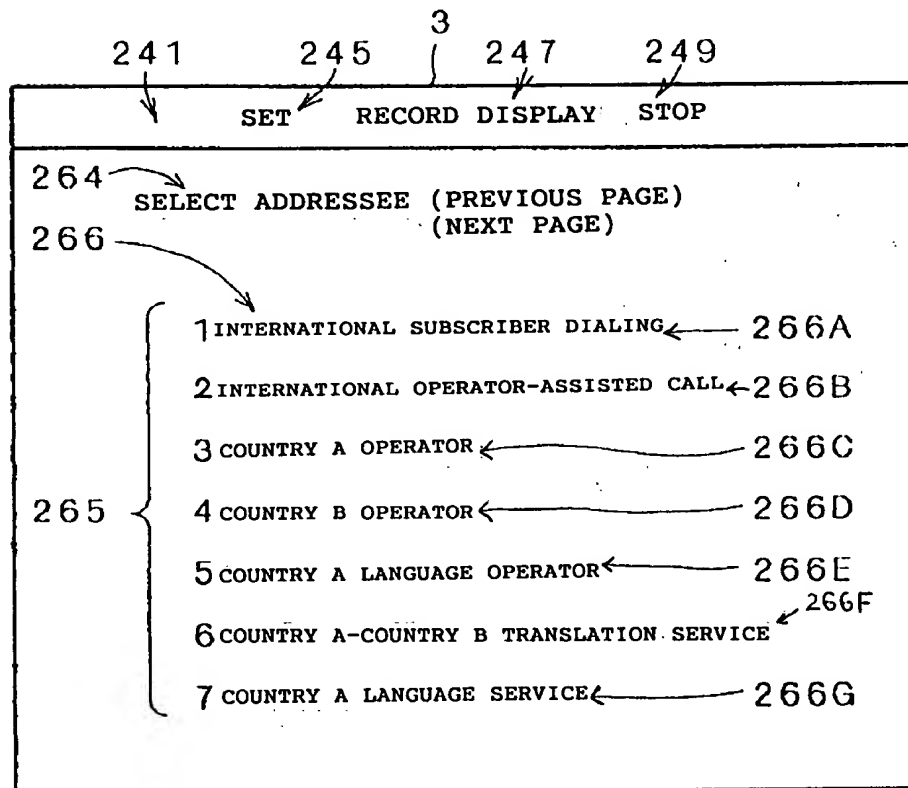 3
241 245 247 249
SET RECORD DISPLAY STOP
264
SELECT ADDRESSEE (PREVIOUS PAGE)
(NEXT PAGE)
266
1 INTERNATIONAL SUBSCRIBER DIALING 266A
2 INTERNATIONAL OPERATOR-ASSISTED CALL 266B
3 COUNTRY A OPERATOR 266C
265 4 COUNTRY B OPERATOR 266D
5 COUNTRY A LANGUAGE OPERATOR 266E
266F
6 COUNTRY A-COUNTRY B TRANSLATION SERVICE
7 COUNTRY A LANGUAGE SERVICE 266G